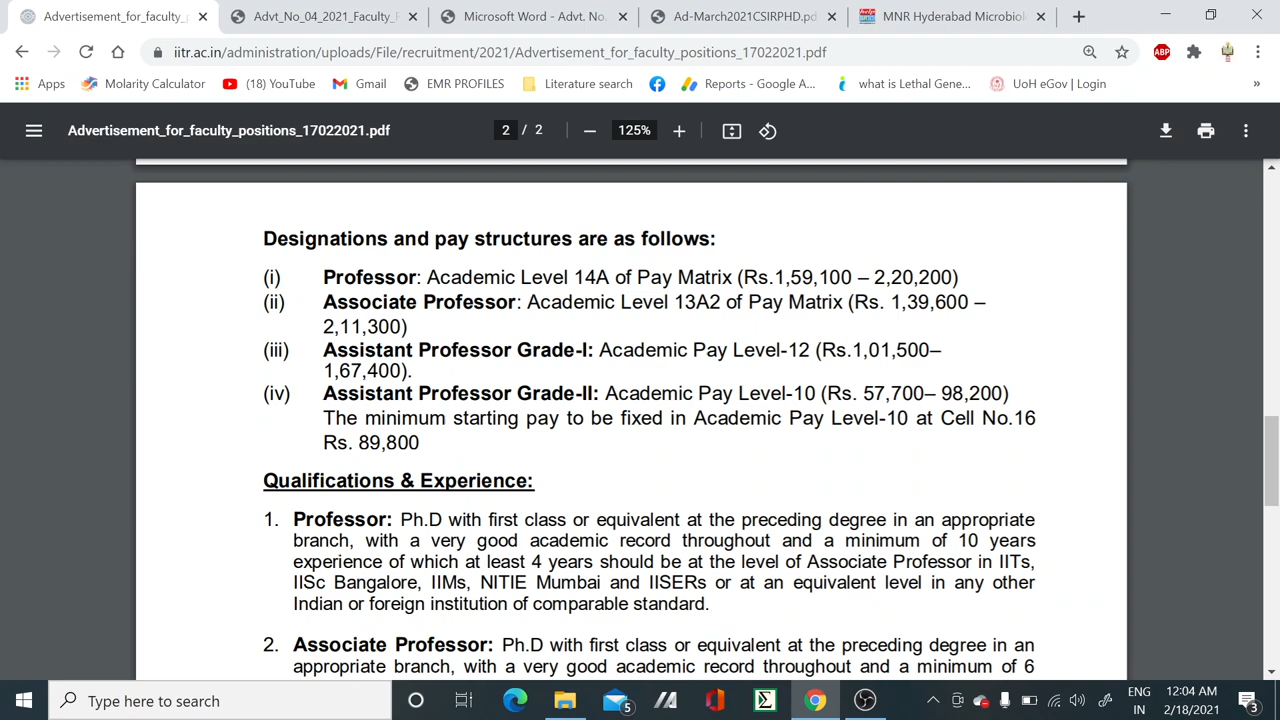 Advertisement_for_faculty_positi
Advt_No_04_2021_Faculty_F
Microsoft Word - Advt. No.
Ad-March2021CSIRPHD.pd
MNR Hyderabad Microbiol
iitr.ac.in/administration/uploads/File/recruitment/2021/Advertisement_for_faculty_positions_17022021.pdf
ABP
Apps
Molarity Calculator
(18) YouTube
Gmail
EMR PROFILES
Literature search
Reports - Google A...
what is Lethal Gene...
UoH eGov | Login
»
Advertisement_for_faculty_positions_17022021.pdf
2 / 2
125%
Designations and pay structures are as follows:
(i) Professor: Academic Level 14A of Pay Matrix (Rs.1,59,100 – 2,20,200)
(ii) Associate Professor: Academic Level 13A2 of Pay Matrix (Rs. 1,39,600 –
2,11,300)
(iii) Assistant Professor Grade-I: Academic Pay Level-12 (Rs.1,01,500–
1,67,400).
(iv) Assistant Professor Grade-II: Academic Pay Level-10 (Rs. 57,700– 98,200)
The minimum starting pay to be fixed in Academic Pay Level-10 at Cell No.16
Rs. 89,800
Qualifications & Experience:
1. Professor: Ph.D with first class or equivalent at the preceding degree in an appropriate
branch, with a very good academic record throughout and a minimum of 10 years
experience of which at least 4 years should be at the level of Associate Professor in IITs,
IISc Bangalore, IIMs, NITIE Mumbai and IISERs or at an equivalent level in any other
Indian or foreign institution of comparable standard.
2. Associate Professor: Ph.D with first class or equivalent at the preceding degree in an
appropriate branch, with a very good academic record throughout and a minimum of 6
Type here to search
5
ENG
IN
12:04 AM
2/18/2021
3